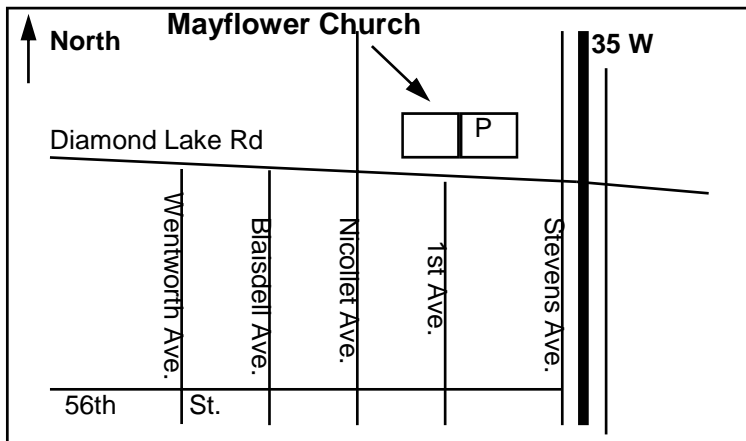 Mayflower Church
North
35 W
P
Diamond Lake Rd
Wentworth Ave.
Blaisdell Ave.
Nicollet Ave.
1st Ave.
Stevens Ave.
56th St.